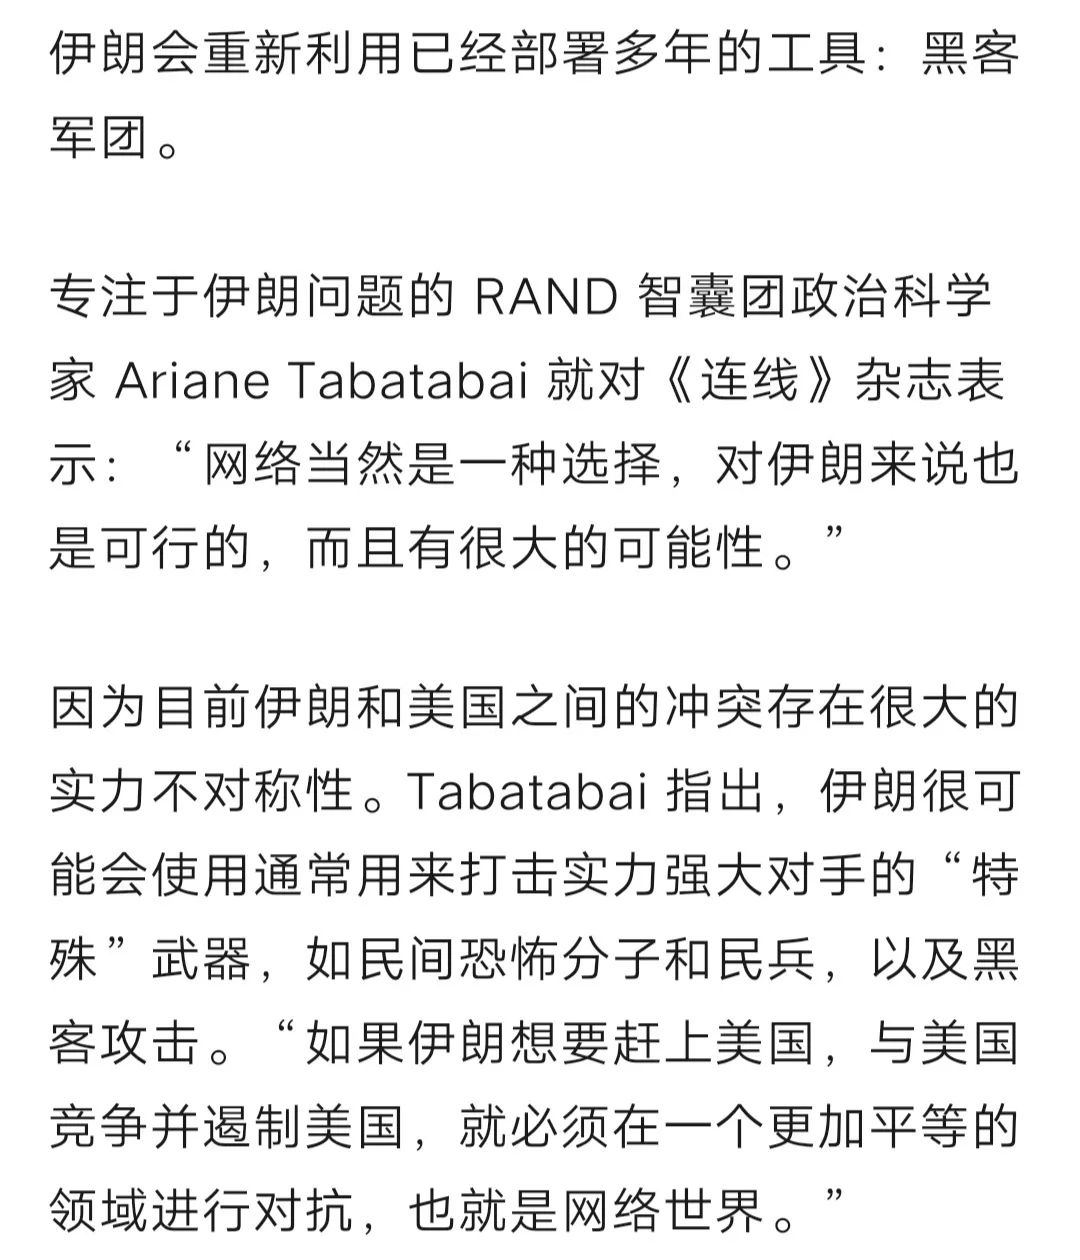 伊朗会重新利用已经部署多年的工具：黑客
军团。
专注于伊朗问题的 RAND 智囊团政治科学
家 Ariane Tabatabai 就对《连线》杂志表
示：“网络当然是一种选择，对伊朗来说也
是可行的，而且有很大的可能性。”
因为目前伊朗和美国之间的冲突存在很大的
实力不对称性。Tabatabai 指出，伊朗很可
能会使用通常用来打击实力强大对手的“特
殊”武器，如民间恐怖分子和民兵，以及黑
客攻击。“如果伊朗想要赶上美国，与美国
竞争并遏制美国，就必须在一个更加平等的
领域进行对抗，也就是网络世界。”